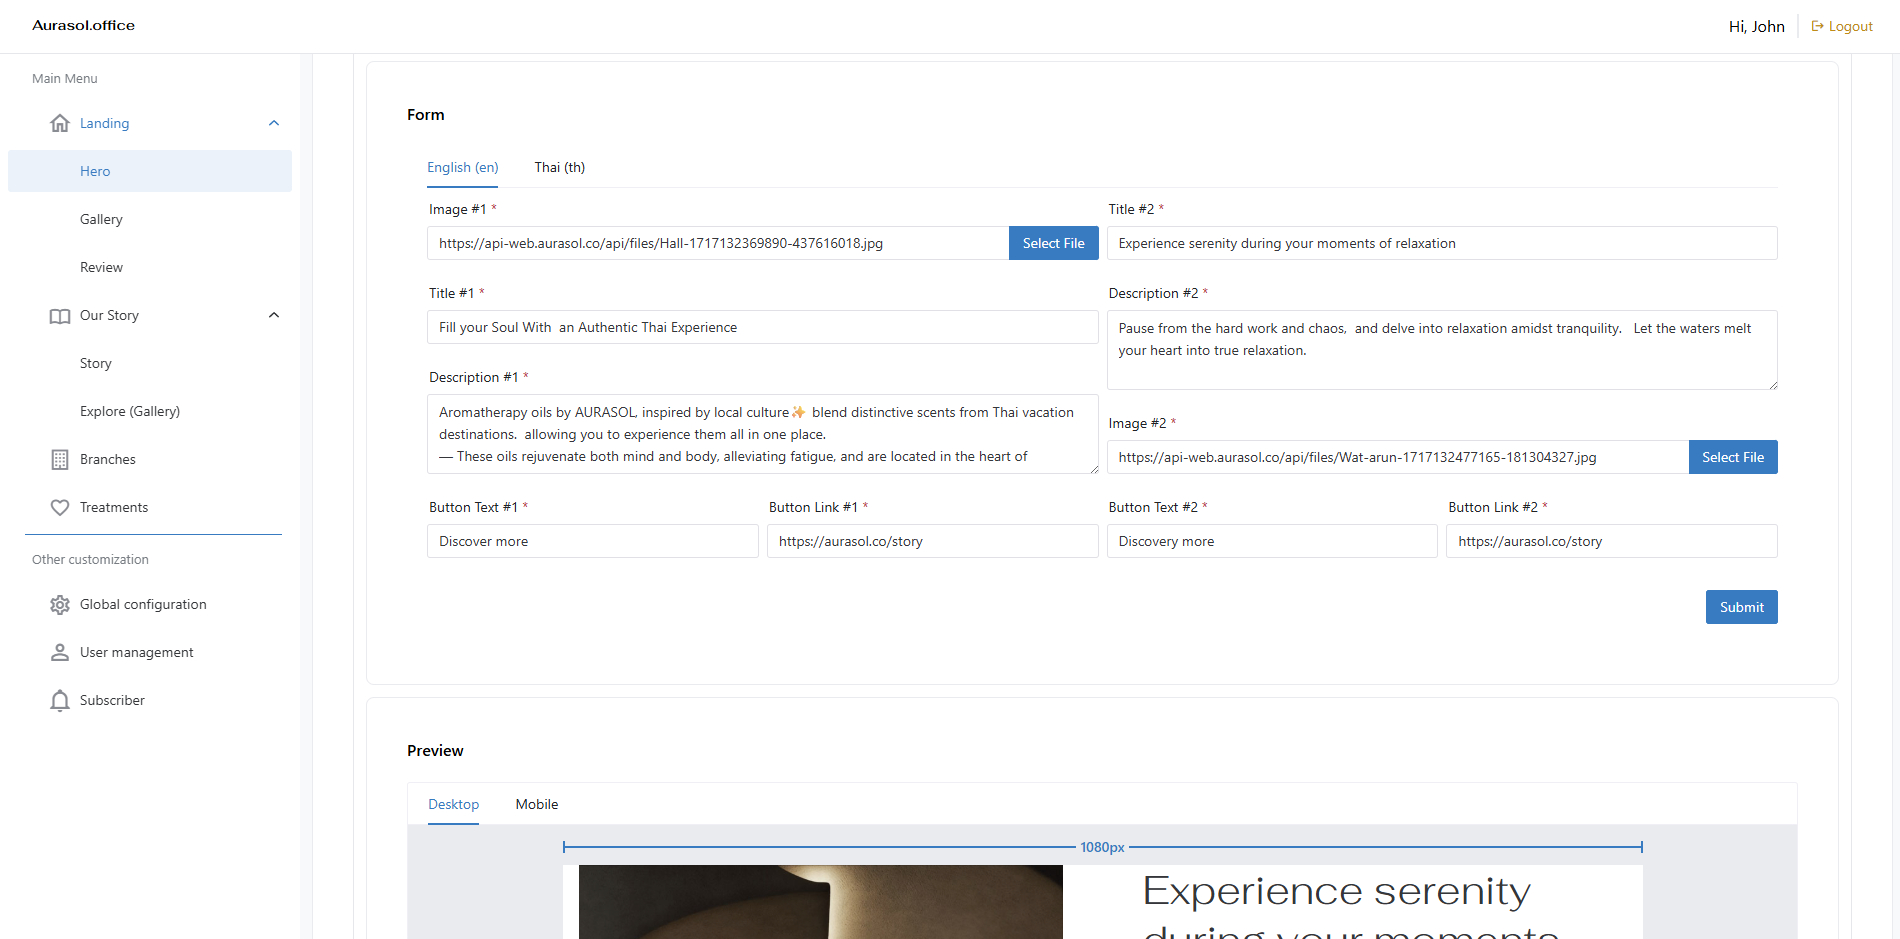 Aurasol.office
Hi, John
Logout
Main Menu
Landing
Hero
Gallery
Review
Our Story
Story
Explore (Gallery)
Branches
Treatments
Other customization
Global configuration
User management
Subscriber
Form
English (en)
Thai (th)
Image #1 *
https://api-web.aurasol.co/api/files/Hall-1717132369890-437616018.jpg
Select File
Title #1 *
Fill your Soul With  an Authentic Thai Experience
Description #1 *
Aromatherapy oils by AURASOL, inspired by local culture✨  blend distinctive scents from Thai vacation
destinations.  allowing you to experience them all in one place.
— These oils rejuvenate both mind and body, alleviating fatigue, and are located in the heart of
Button Text #1 *
Discover more
Button Link #1 *
https://aurasol.co/story
Title #2 *
Experience serenity during your moments of relaxation
Description #2 *
Pause from the hard work and chaos,  and delve into relaxation amidst tranquility.   Let the waters melt
your heart into true relaxation.
Image #2 *
https://api-web.aurasol.co/api/files/Wat-arun-1717132477165-181304327.jpg
Select File
Button Text #2 *
Discovery more
Button Link #2 *
https://aurasol.co/story
Submit
Preview
Desktop
Mobile
1080px
Experience serenity
during your moments